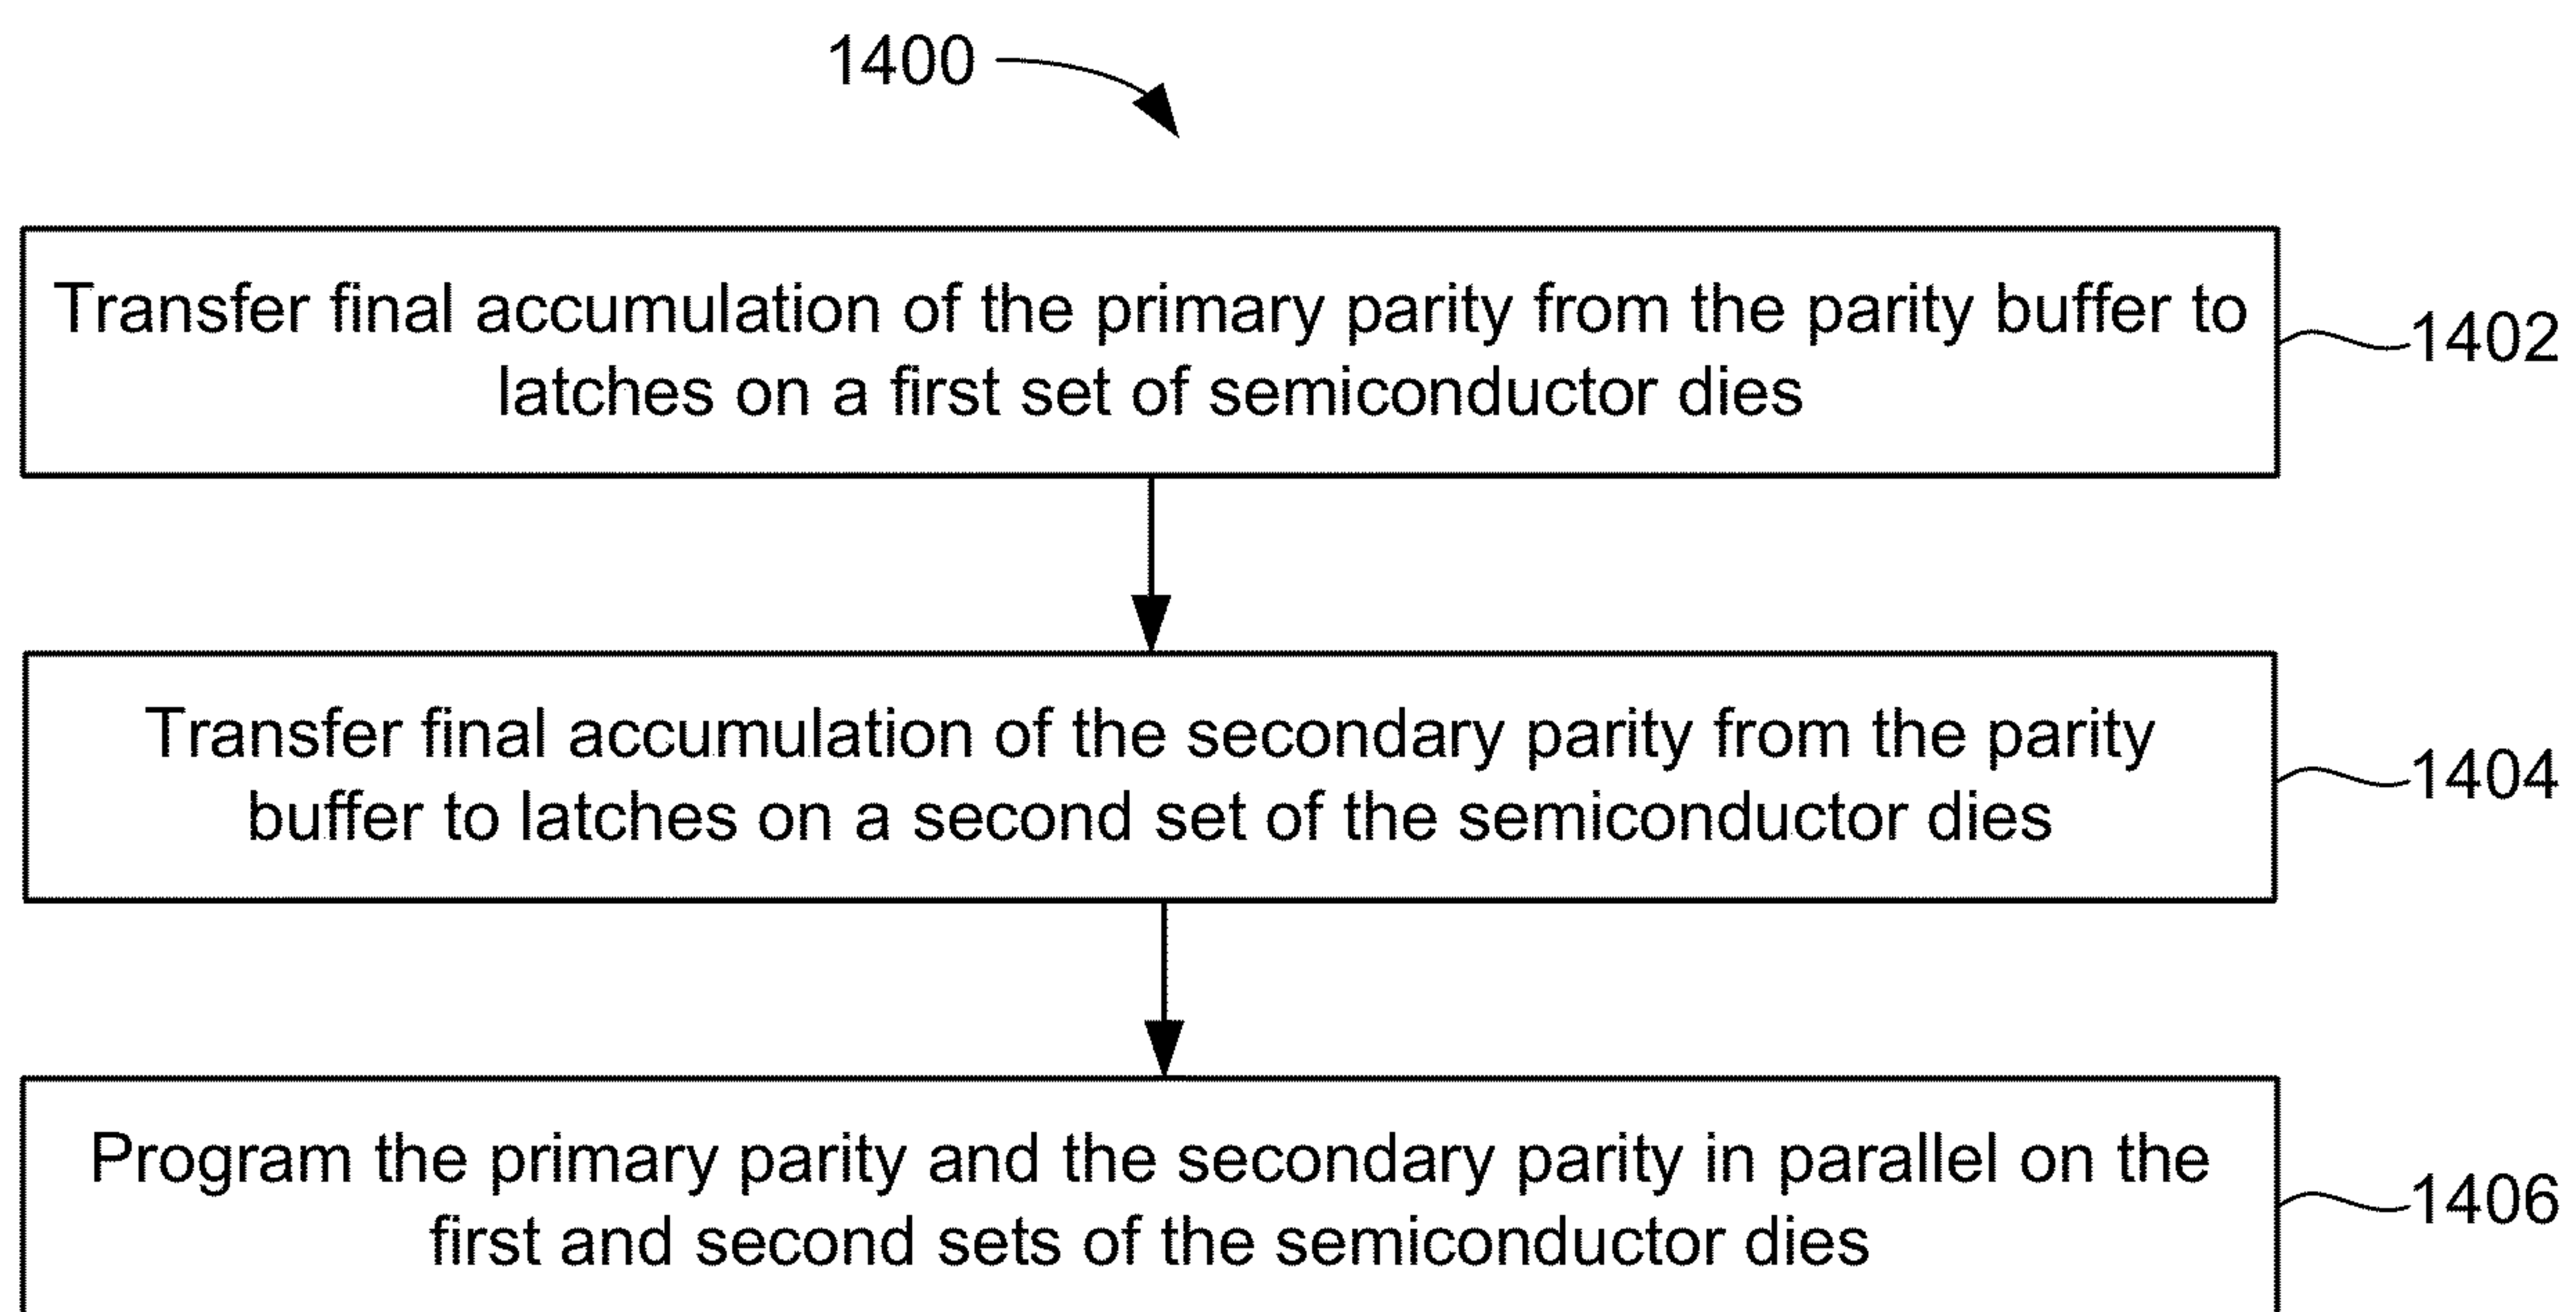 1400
Transfer final accumulation of the primary parity from the parity buffer to
latches on a first set of semiconductor dies
1402
Transfer final accumulation of the secondary parity from the parity
buffer to latches on a second set of the semiconductor dies
1404
Program the primary parity and the secondary parity in parallel on the
first and second sets of the semiconductor dies
1406